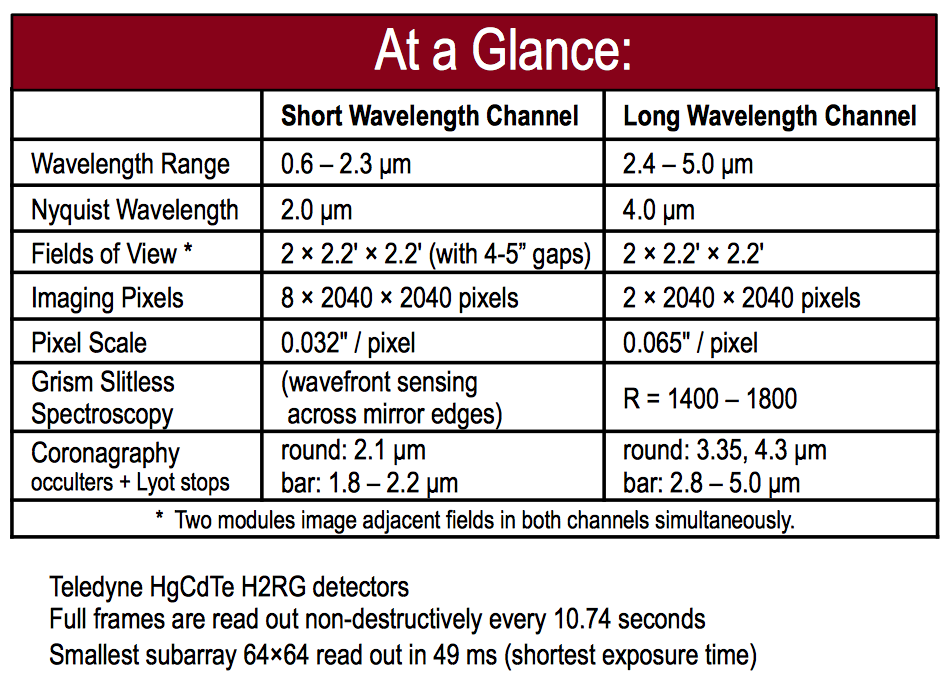 At a Glance:
Short Wavelength Channel Long Wavelength Channel
Wavelength Range 0.6 – 2.3 µm 2.4 – 5.0 µm
Nyquist Wavelength 2.0 µm 4.0 µm
Fields of View * 2 × 2.2' × 2.2' (with 4-5” gaps) 2 × 2.2' × 2.2'
Imaging Pixels 8 × 2040 × 2040 pixels 2 × 2040 × 2040 pixels
Pixel Scale 0.032" / pixel 0.065" / pixel
Grism Slitless
Spectroscopy
(wavefront sensing
across mirror edges)
R = 1400 – 1800
Coronagraphy
occulters + Lyot stops
round: 2.1 µm
bar: 1.8 – 2.2 µm
round: 3.35, 4.3 µm
bar: 2.8 – 5.0 µm
* Two modules image adjacent fields in both channels simultaneously.
Teledyne HgCdTe H2RG detectors
Full frames are read out non-destructively every 10.74 seconds
Smallest subarray 64×64 read out in 49 ms (shortest exposure time)